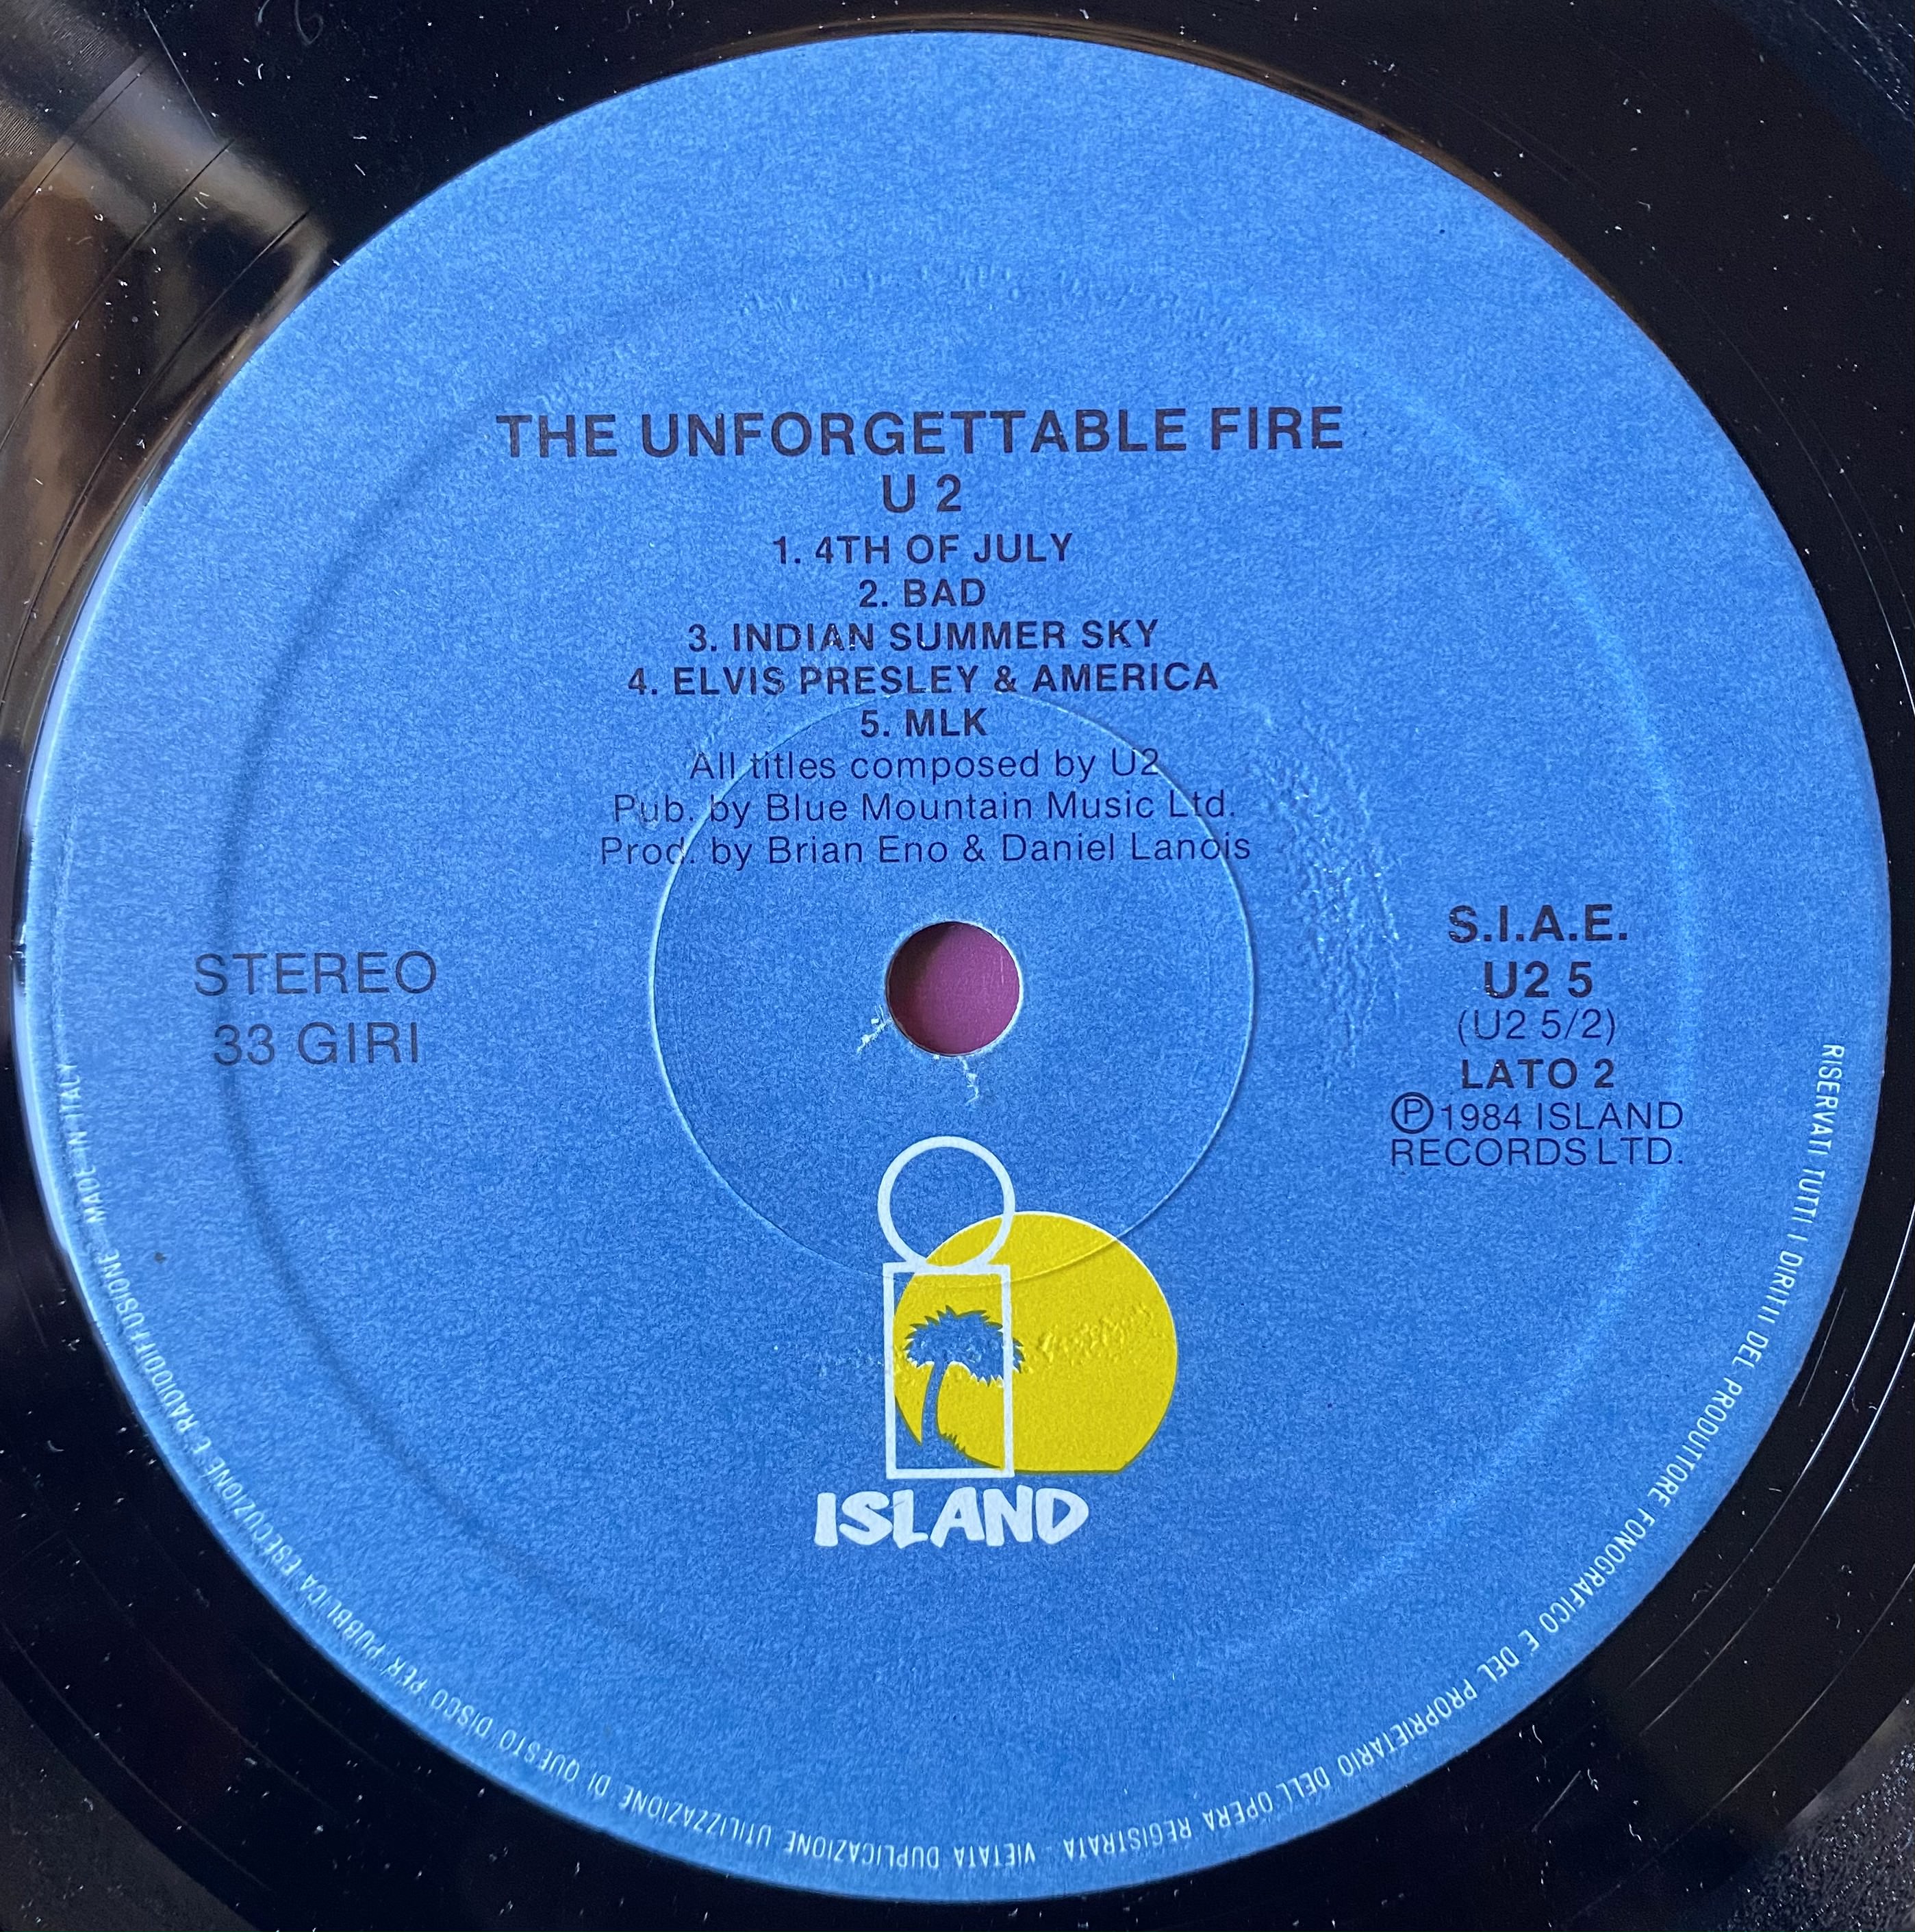 THE UNFORGETTABLE FIRE
U 2
1. 4TH OF JULY
2. BAD
3. INDIAN SUMMER SKY
4. ELVIS PRESLEY & AMERICA
5. MLK
All titles composed by U2
Pub. by Blue Mountain Music Ltd.
Prod. by Brian Eno & Daniel Lanois
STEREO
33 GIRI
S.I.A.E.
U2 5
(U2 5/2)
LATO 2
Ⓟ1984 ISLAND
RECORDS LTD.
ISLAND
RISERVATI TUTTI I DIRITTI DEL PRODUTTORE FONOGRAFICO E DEL PROPRIETARIO DELL OPERA REGISTRATA - VIETATA DUPLICAZIONE UTILIZZAZIONE DI QUESTO DISCO PER PUBBLICA ESECUZIONE E RADIODIFFUSIONE MADE IN ITALY